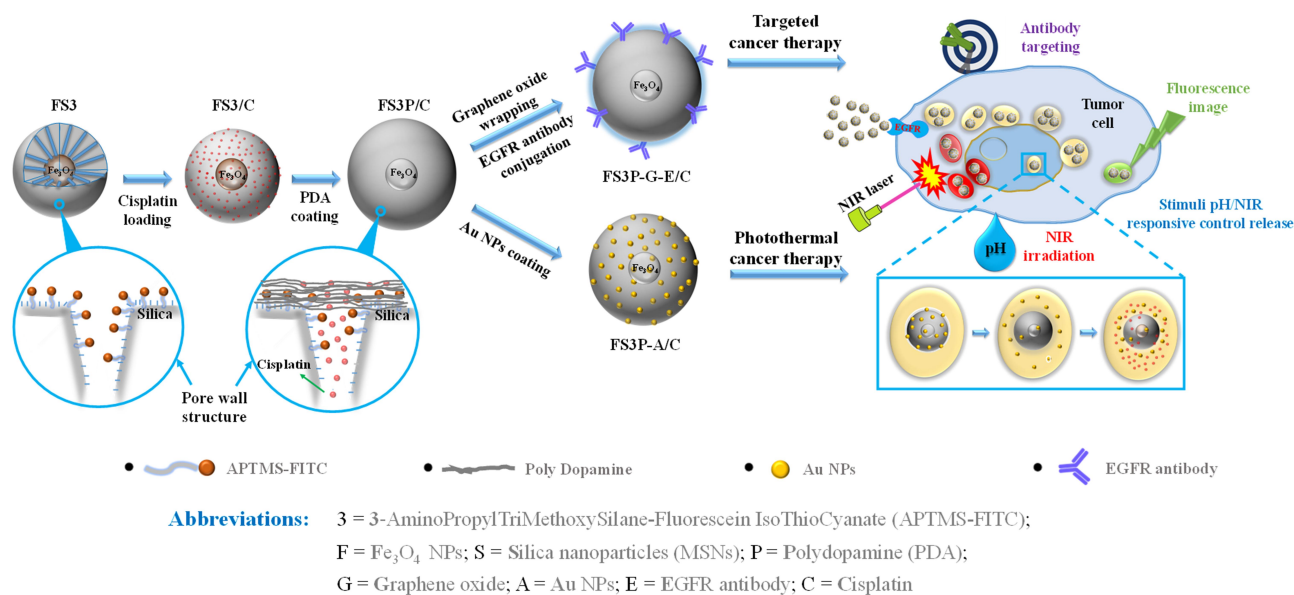 FS3
Fe3O4
Cisplatin
loading
FS3/C
Fe3O4
PDA
coating
FS3P/C
Fe3O4
Graphene oxide
wrapping
EGFR antibody
conjugation
Au NPs coating
Fe3O4
FS3P-G-E/C
Fe3O4
FS3P-A/C
Targeted
cancer therapy
Photothermal
cancer therapy
Antibody
targeting
Fluorescence
image
Tumor
cell
EGFR
NIR laser
pH
NIR
irradiation
Stimuli pH/NIR
responsive control release
Silica
Silica
Cisplatin
Pore wall
structure
APTMS-FITC
Poly Dopamine
Au NPs
EGFR antibody
Abbreviations: 3 = 3-AminoPropylTriMethoxySilane-Fluorescein IsoThioCyanate (APTMS-FITC);
F = Fe3O4 NPs; S = Silica nanoparticles (MSNs); P = Polydopamine (PDA);
G = Graphene oxide; A = Au NPs; E = EGFR antibody; C = Cisplatin